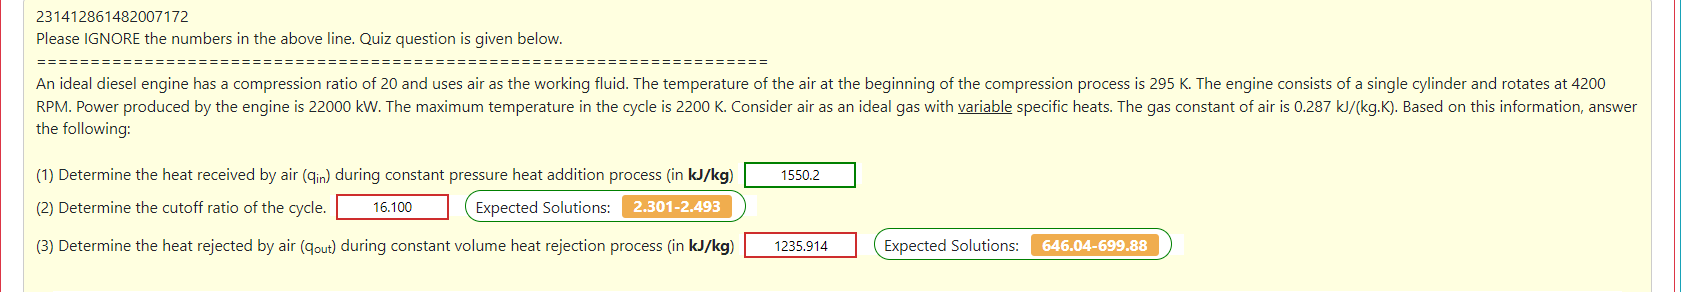 231412861482007172
Please IGNORE the numbers in the above line. Quiz question is given below.
====================================================================
An ideal diesel engine has a compression ratio of 20 and uses air as the working fluid. The temperature of the air at the beginning of the compression process is 295 K. The engine consists of a single cylinder and rotates at 4200
RPM. Power produced by the engine is 22000 kW. The maximum temperature in the cycle is 2200 K. Consider air as an ideal gas with variable specific heats. The gas constant of air is 0.287 kJ/(kg.K). Based on this information, answer
the following:
(1) Determine the heat received by air (qin) during constant pressure heat addition process (in kJ/kg) 1550.2
(2) Determine the cutoff ratio of the cycle. 16.100 Expected Solutions: 2.301-2.493
(3) Determine the heat rejected by air (qout) during constant volume heat rejection process (in kJ/kg) 1235.914 Expected Solutions: 646.04-699.88